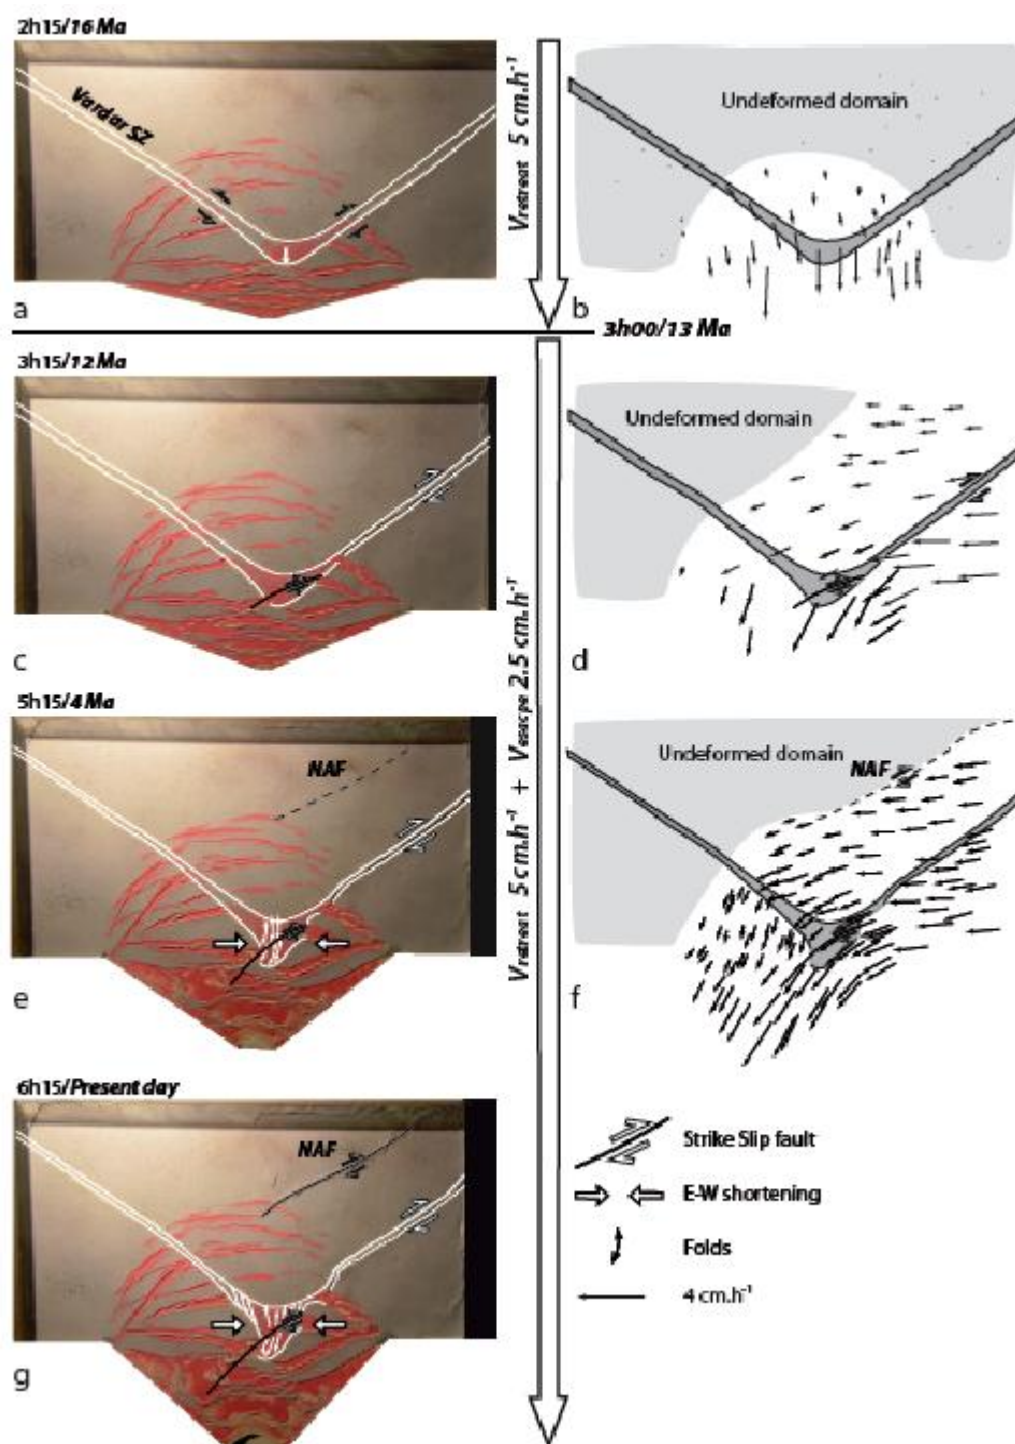 2h15/16 Ma
Vardar SZ
a
Vretreat 5 cm.h-1
Undeformed domain
b
3h00/13 Ma
3h15/12 Ma
c
Undeformed domain
d
Vretreat 5 cm.h-1 + Vescape 2.5 cm.h-1
5h15/4 Ma
NAF
e
Undeformed domain
NAF
f
6h15/Present day
NAF
g
Strike Slip fault
E-W shortening
Folds
4 cm.h-1